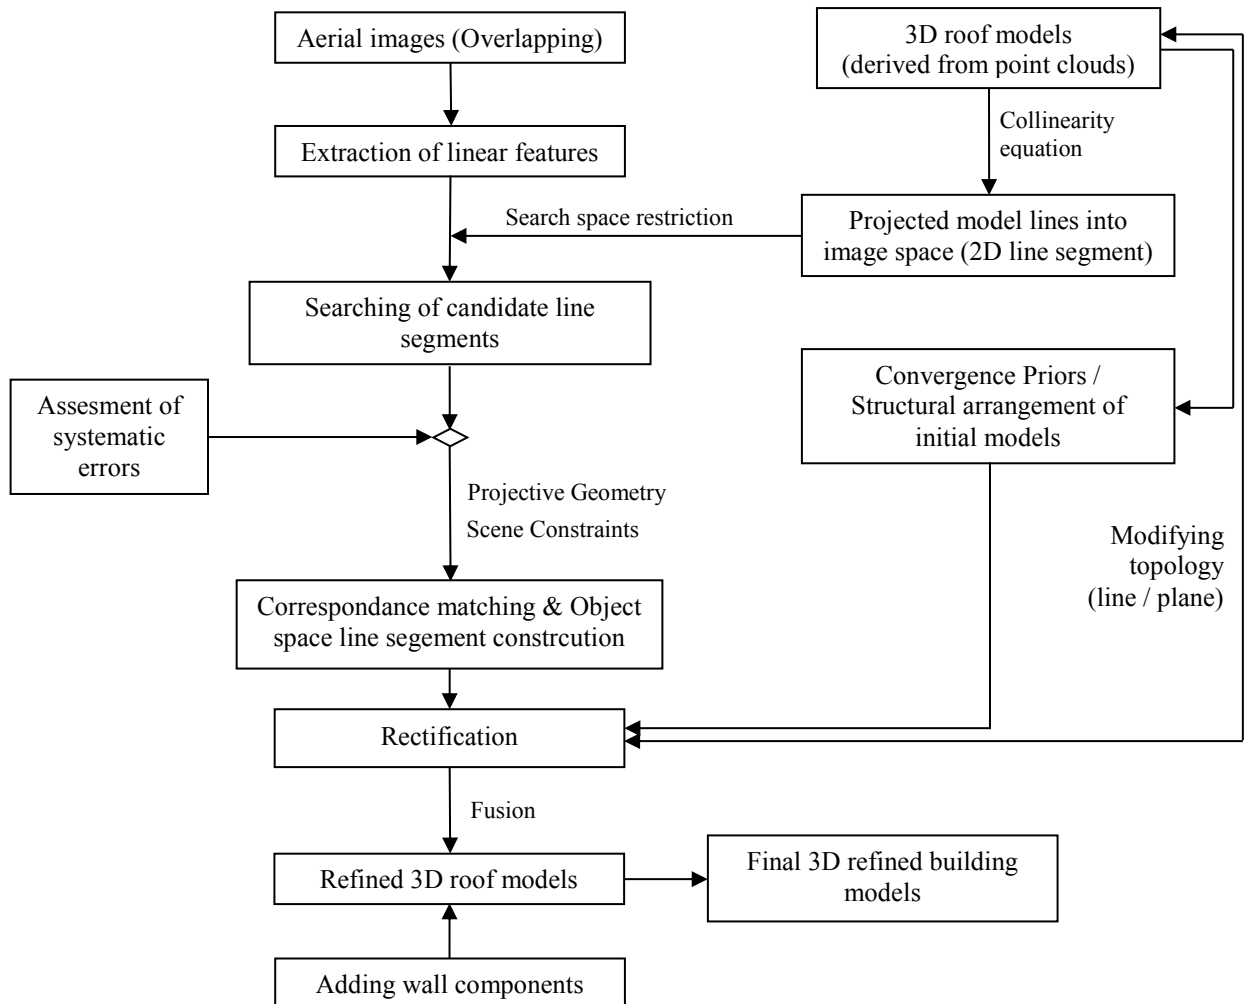 Aerial images (Overlapping)
3D roof models
(derived from point clouds)
Collinearity
equation
Extraction of linear features
Search space restriction
Projected model lines into
image space (2D line segment)
Searching of candidate line
segments
Convergence Priors /
Structural arrangement of
initial models
Assesment of
systematic
errors
Projective Geometry
Scene Constraints
Modifying
topology
(line / plane)
Correspondance matching & Object
space line segement constrcution
Rectification
Fusion
Refined 3D roof models
Final 3D refined building
models
Adding wall components